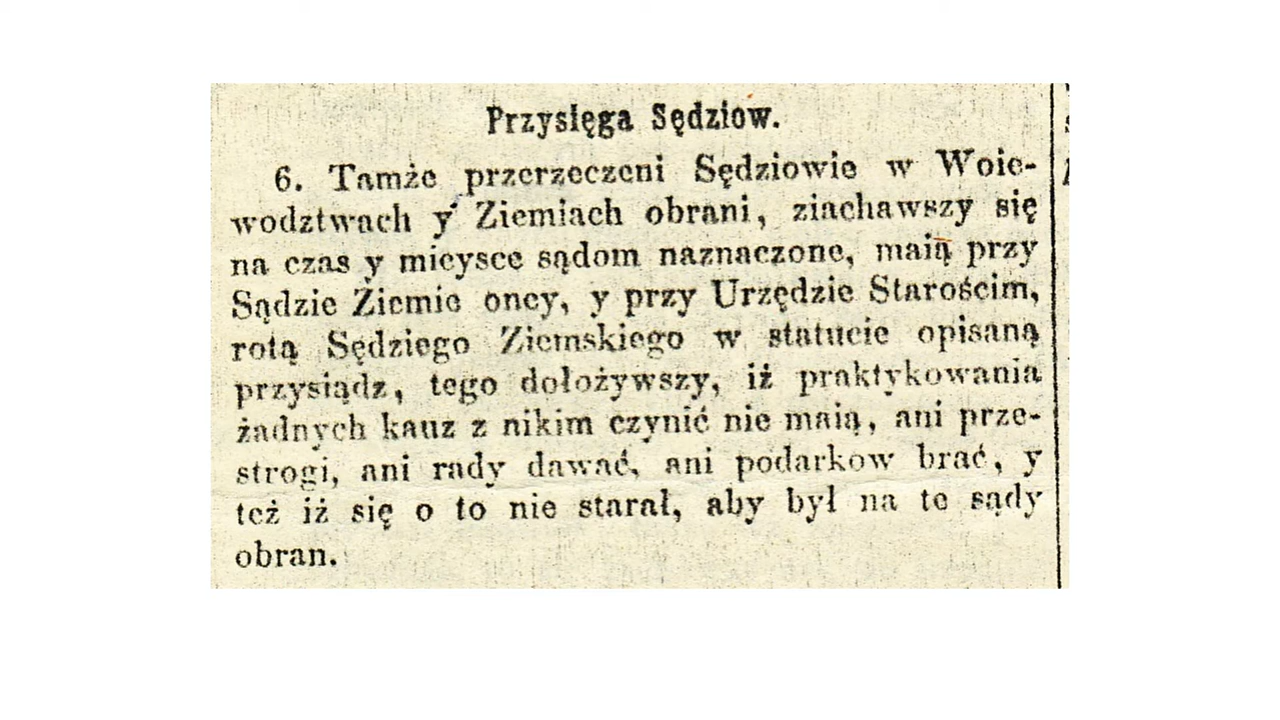 Przysięga Sędziow.
6. Tamże przerzeczeni Sędziowie w Woie-
wodztwach y Ziemiach obrani, ziachawszy się
na czas y mieysce sądom naznaczone, maią przy
Sądzie Ziemie oney, y przy Urzędzie Starościm,
rotą Sędziego Ziemskiego w statucie opisaną
przysiądz, tego dołożywszy, iż praktykowania
żadnych kauz z nikim czynić nie maią, ani prze-
strogi, ani rady dawać, ani podarkow brać, y
też iż się o to nie starał, aby był na te sądy
obran.